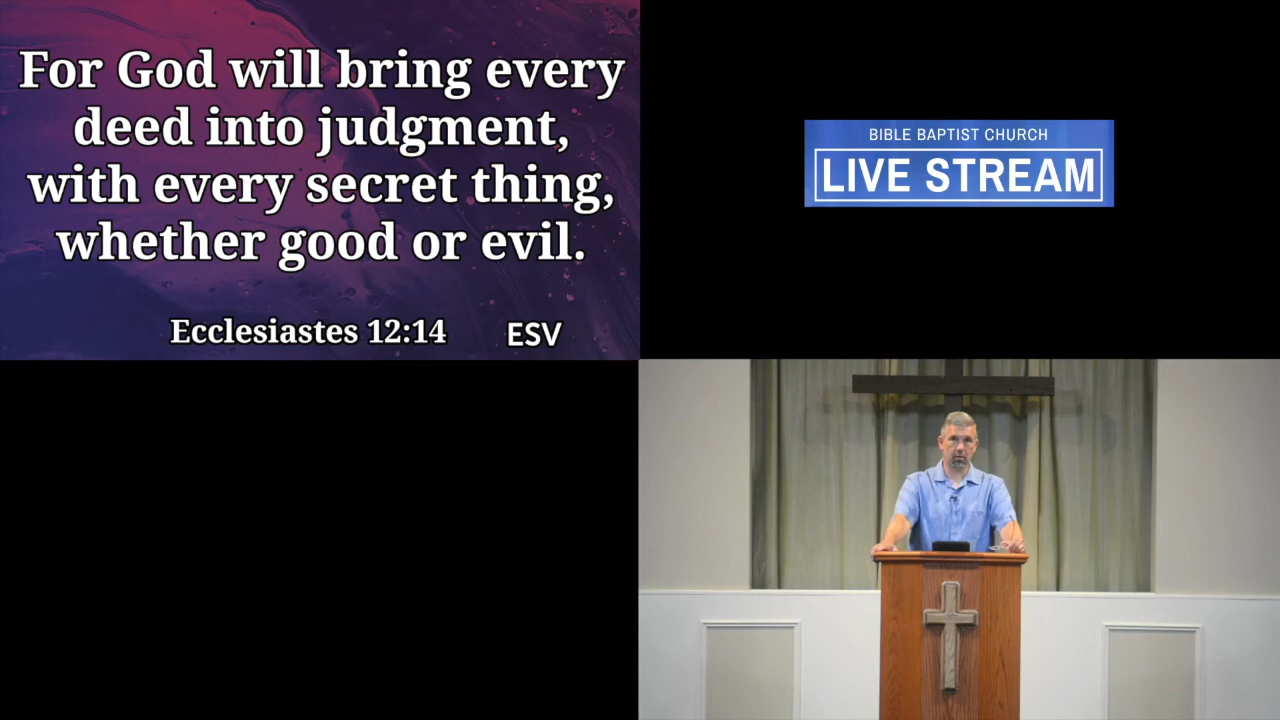 For God will bring every
deed into judgment,
with every secret thing,
whether good or evil.
Ecclesiastes 12:14 ESV
BIBLE BAPTIST CHURCH
LIVE STREAM